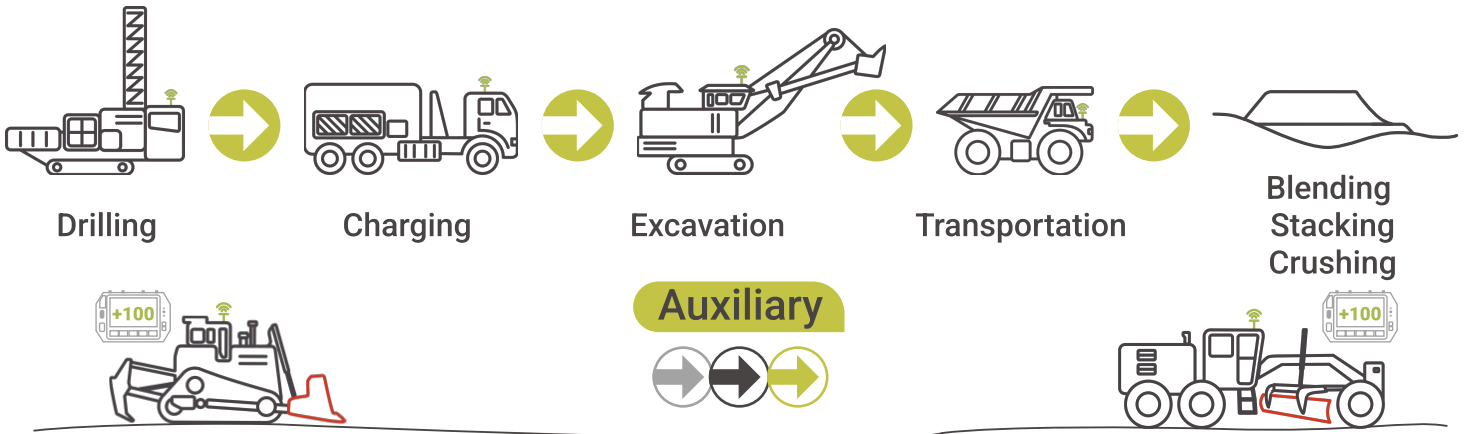 Drilling
Charging
Excavation
Transportation
Blending
Stacking
Crushing
+100
Auxiliary
+100